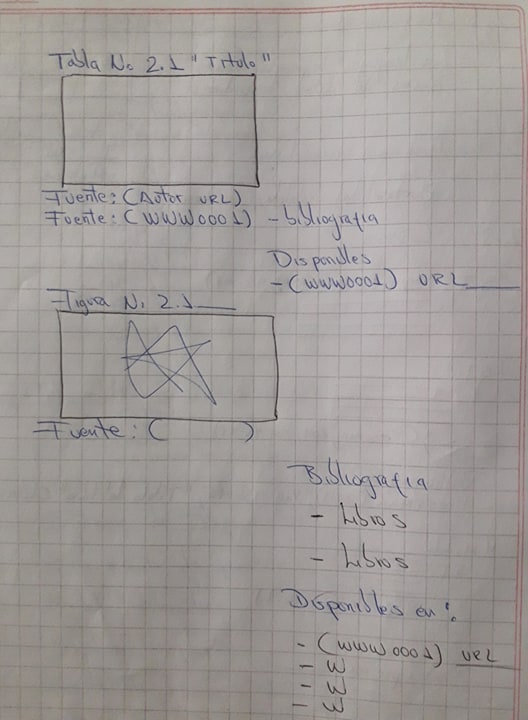 Tabla No 2.1 "Titulo"
Fuente: (Autor URL)
Fuente: (WWW0001) - bibliografia
Disponibles
- (WWW0001) URL
Figura N. 2.1
Fuente: ( )
Bibliografia
- Libros
- Libros
Disponibles en:
- (WWW0001) URL
- W
- W
- W